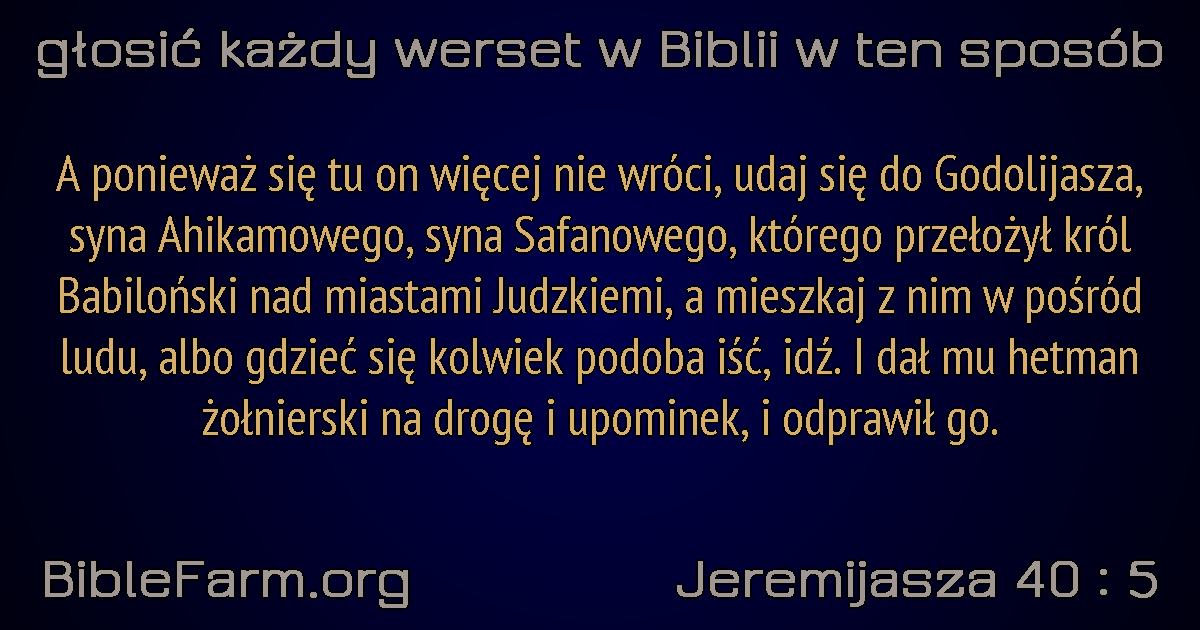 głosić każdy werset w Biblii w ten sposób
A ponieważ się tu on więcej nie wróci, udaj się do Godolijasza,
syna Ahikamowego, syna Safanowego, którego przełożył król
Babiloński nad miastami Judzkiemi, a mieszkaj z nim w pośród
ludu, albo gdzieć się kolwiek podoba iść, idź. I dał mu hetman
żołnierski na drogę i upominek, i odprawił go.
BibleFarm.org
Jeremijasza 40 : 5